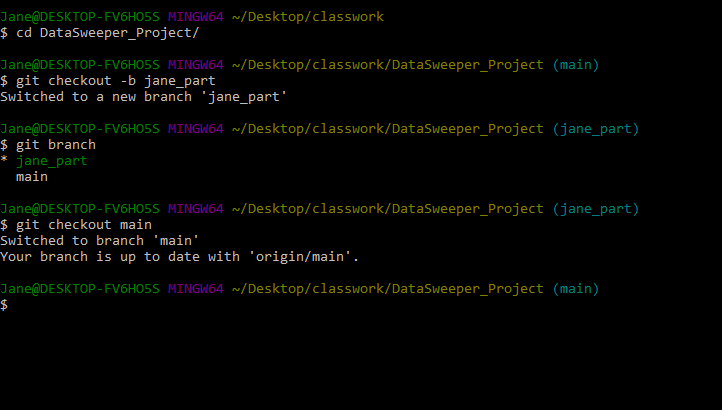 Jane@DESKTOP-FV6HO5S MINGW64 ~/Desktop/classwork
$ cd DataSweeper_Project/
Jane@DESKTOP-FV6HO5S MINGW64 ~/Desktop/classwork/DataSweeper_Project (main)
$ git checkout -b jane_part
Switched to a new branch 'jane_part'
Jane@DESKTOP-FV6HO5S MINGW64 ~/Desktop/classwork/DataSweeper_Project (jane_part)
$ git branch
* jane_part
  main
Jane@DESKTOP-FV6HO5S MINGW64 ~/Desktop/classwork/DataSweeper_Project (jane_part)
$ git checkout main
Switched to branch 'main'
Your branch is up to date with 'origin/main'.
Jane@DESKTOP-FV6HO5S MINGW64 ~/Desktop/classwork/DataSweeper_Project (main)
$